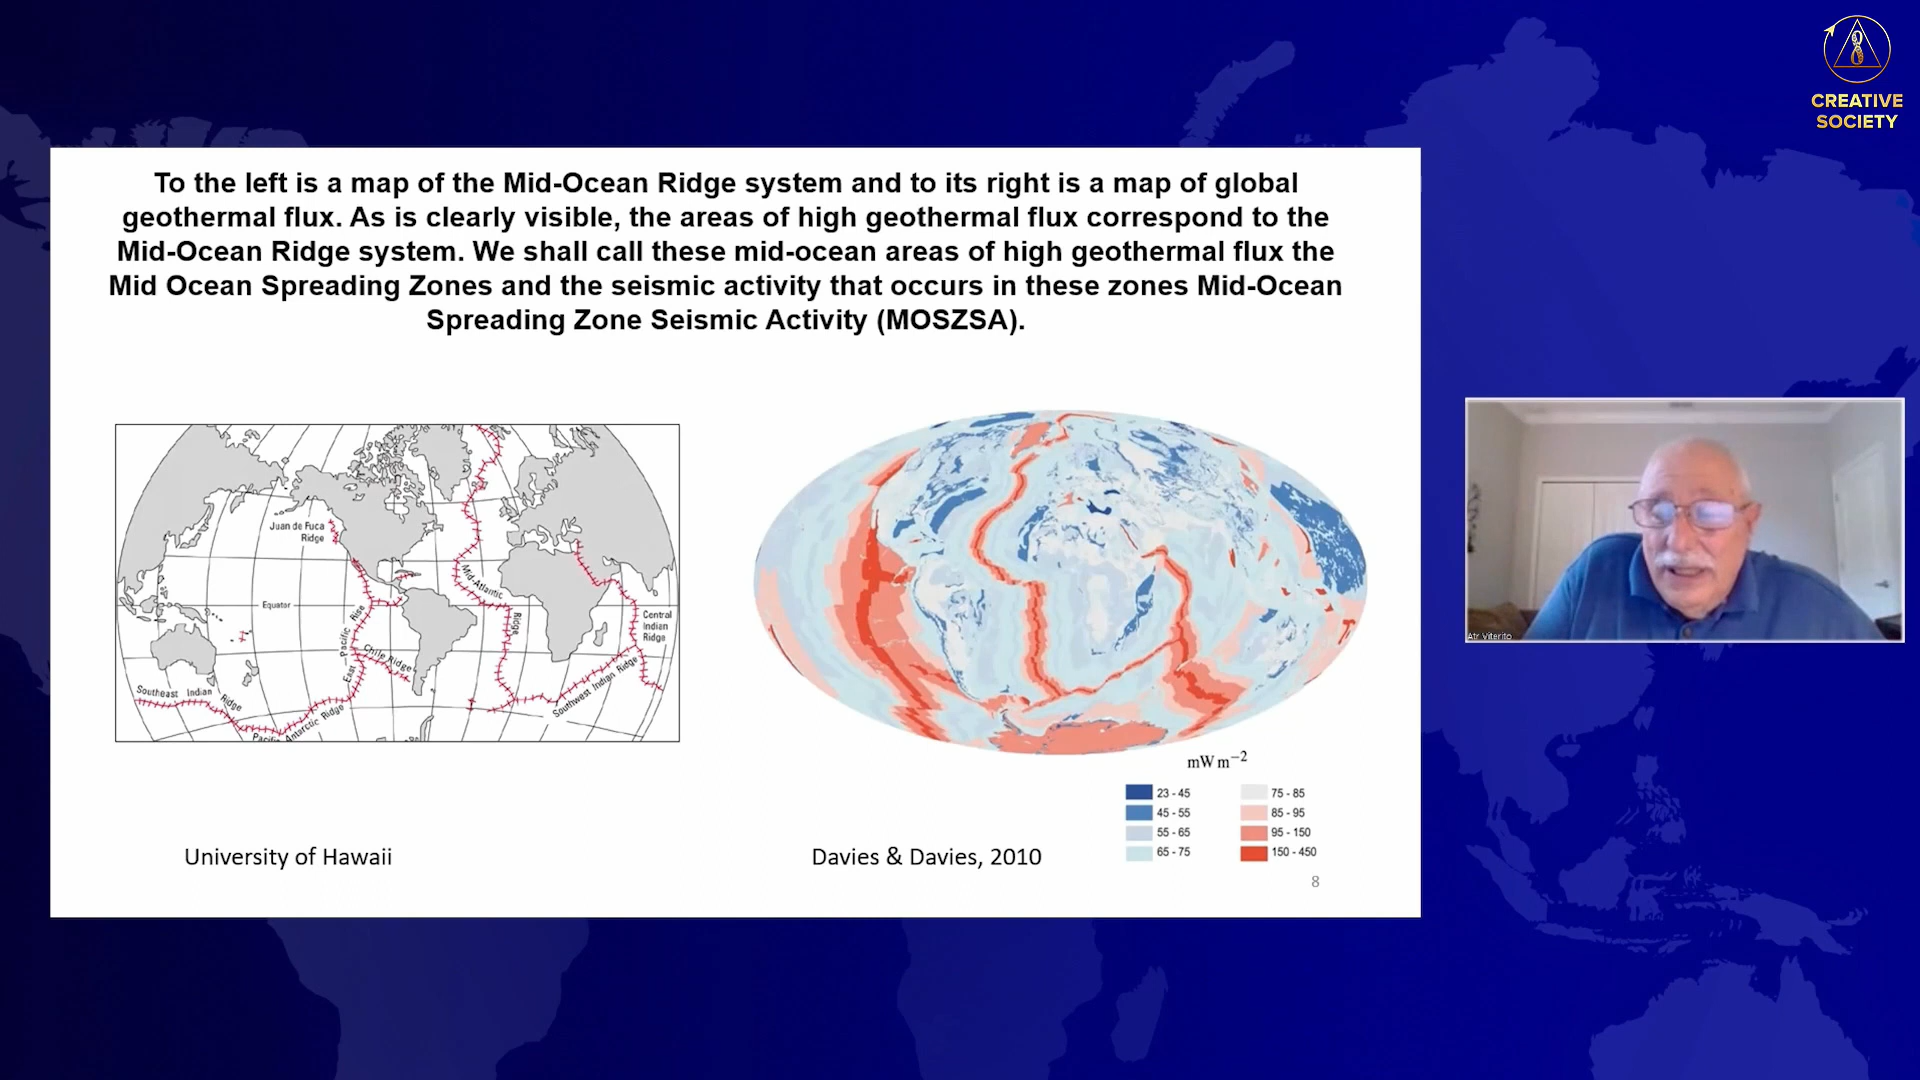 CREATIVE
SOCIETY
To the left is a map of the Mid-Ocean Ridge system and to its right is a map of global
geothermal flux. As is clearly visible, the areas of high geothermal flux correspond to the
Mid-Ocean Ridge system. We shall call these mid-ocean areas of high geothermal flux the
Mid Ocean Spreading Zones and the seismic activity that occurs in these zones Mid-Ocean
Spreading Zone Seismic Activity (MOSZSA).
Juan de Fuca
Ridge
Mid-Atlantic
Ridge
Equator
Central
Indian
Ridge
East Pacific Rise
Chile Ridge
Southeast Indian Ridge
Southwest Indian Ridge
Antarctic Ridge
mW m−2
23 - 45
45 - 55
55 - 65
65 - 75
75 - 85
85 - 95
95 - 150
150 - 450
University of Hawaii
Davies & Davies, 2010
8
Atr Viterito